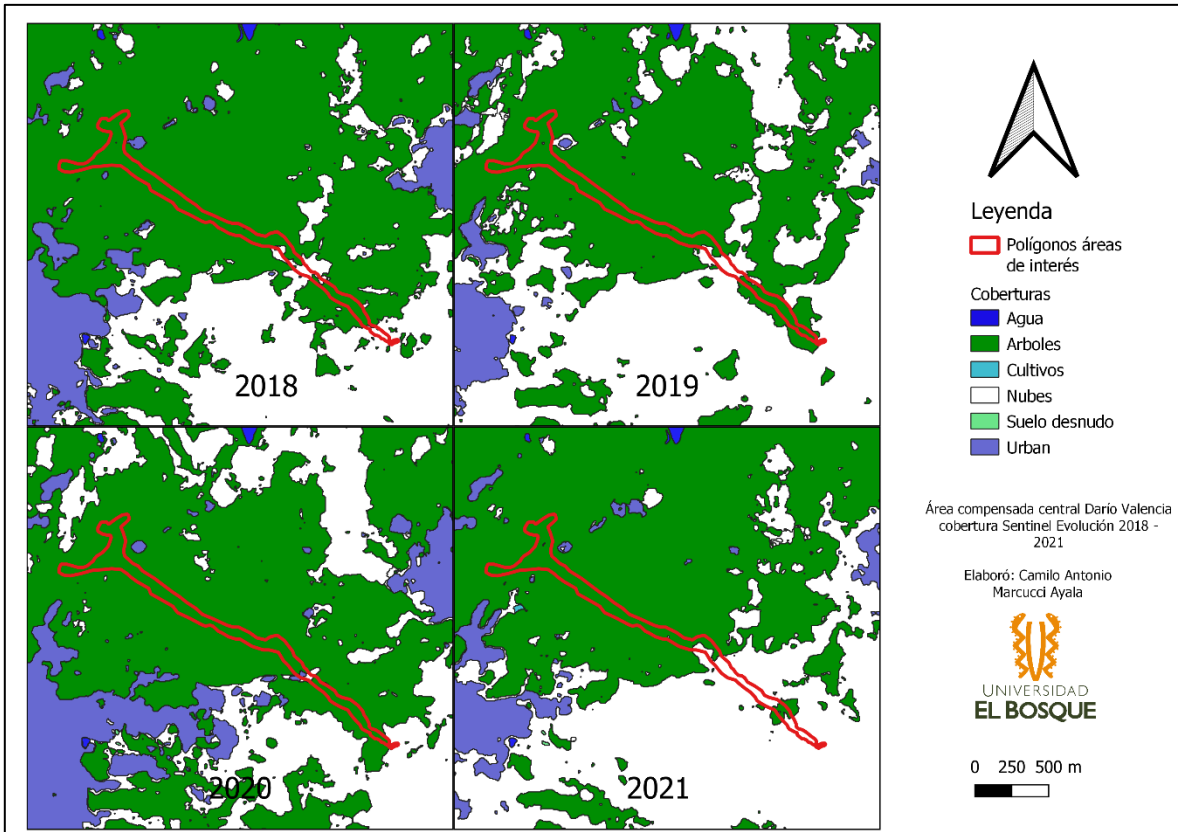 2018
2019
2020
2021
Leyenda
Polígonos áreas
de interés
Coberturas
Agua
Arboles
Cultivos
Nubes
Suelo desnudo
Urban
Área compensada central Darío Valencia
cobertura Sentinel Evolución 2018 -
2021
Elaboró: Camilo Antonio
Marcucci Ayala
UNIVERSIDAD
EL BOSQUE
0 250 500 m